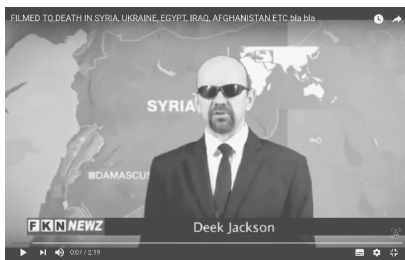 FILMED TO DEATH IN SYRIA, UKRAINE, EGYPT, IRAQ, AFGHANISTAN ETC bla bla
SYRIA
DAMASCUS
FKN NEWZ
Deek Jackson
0:07 / 2:19